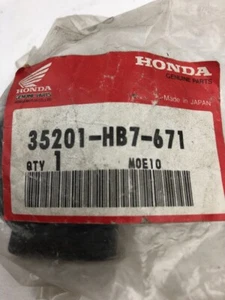 HONDA
HONDA
GENUINE PARTS
Made in JAPAN
35201-HB7-671
QTY 1 MOE10